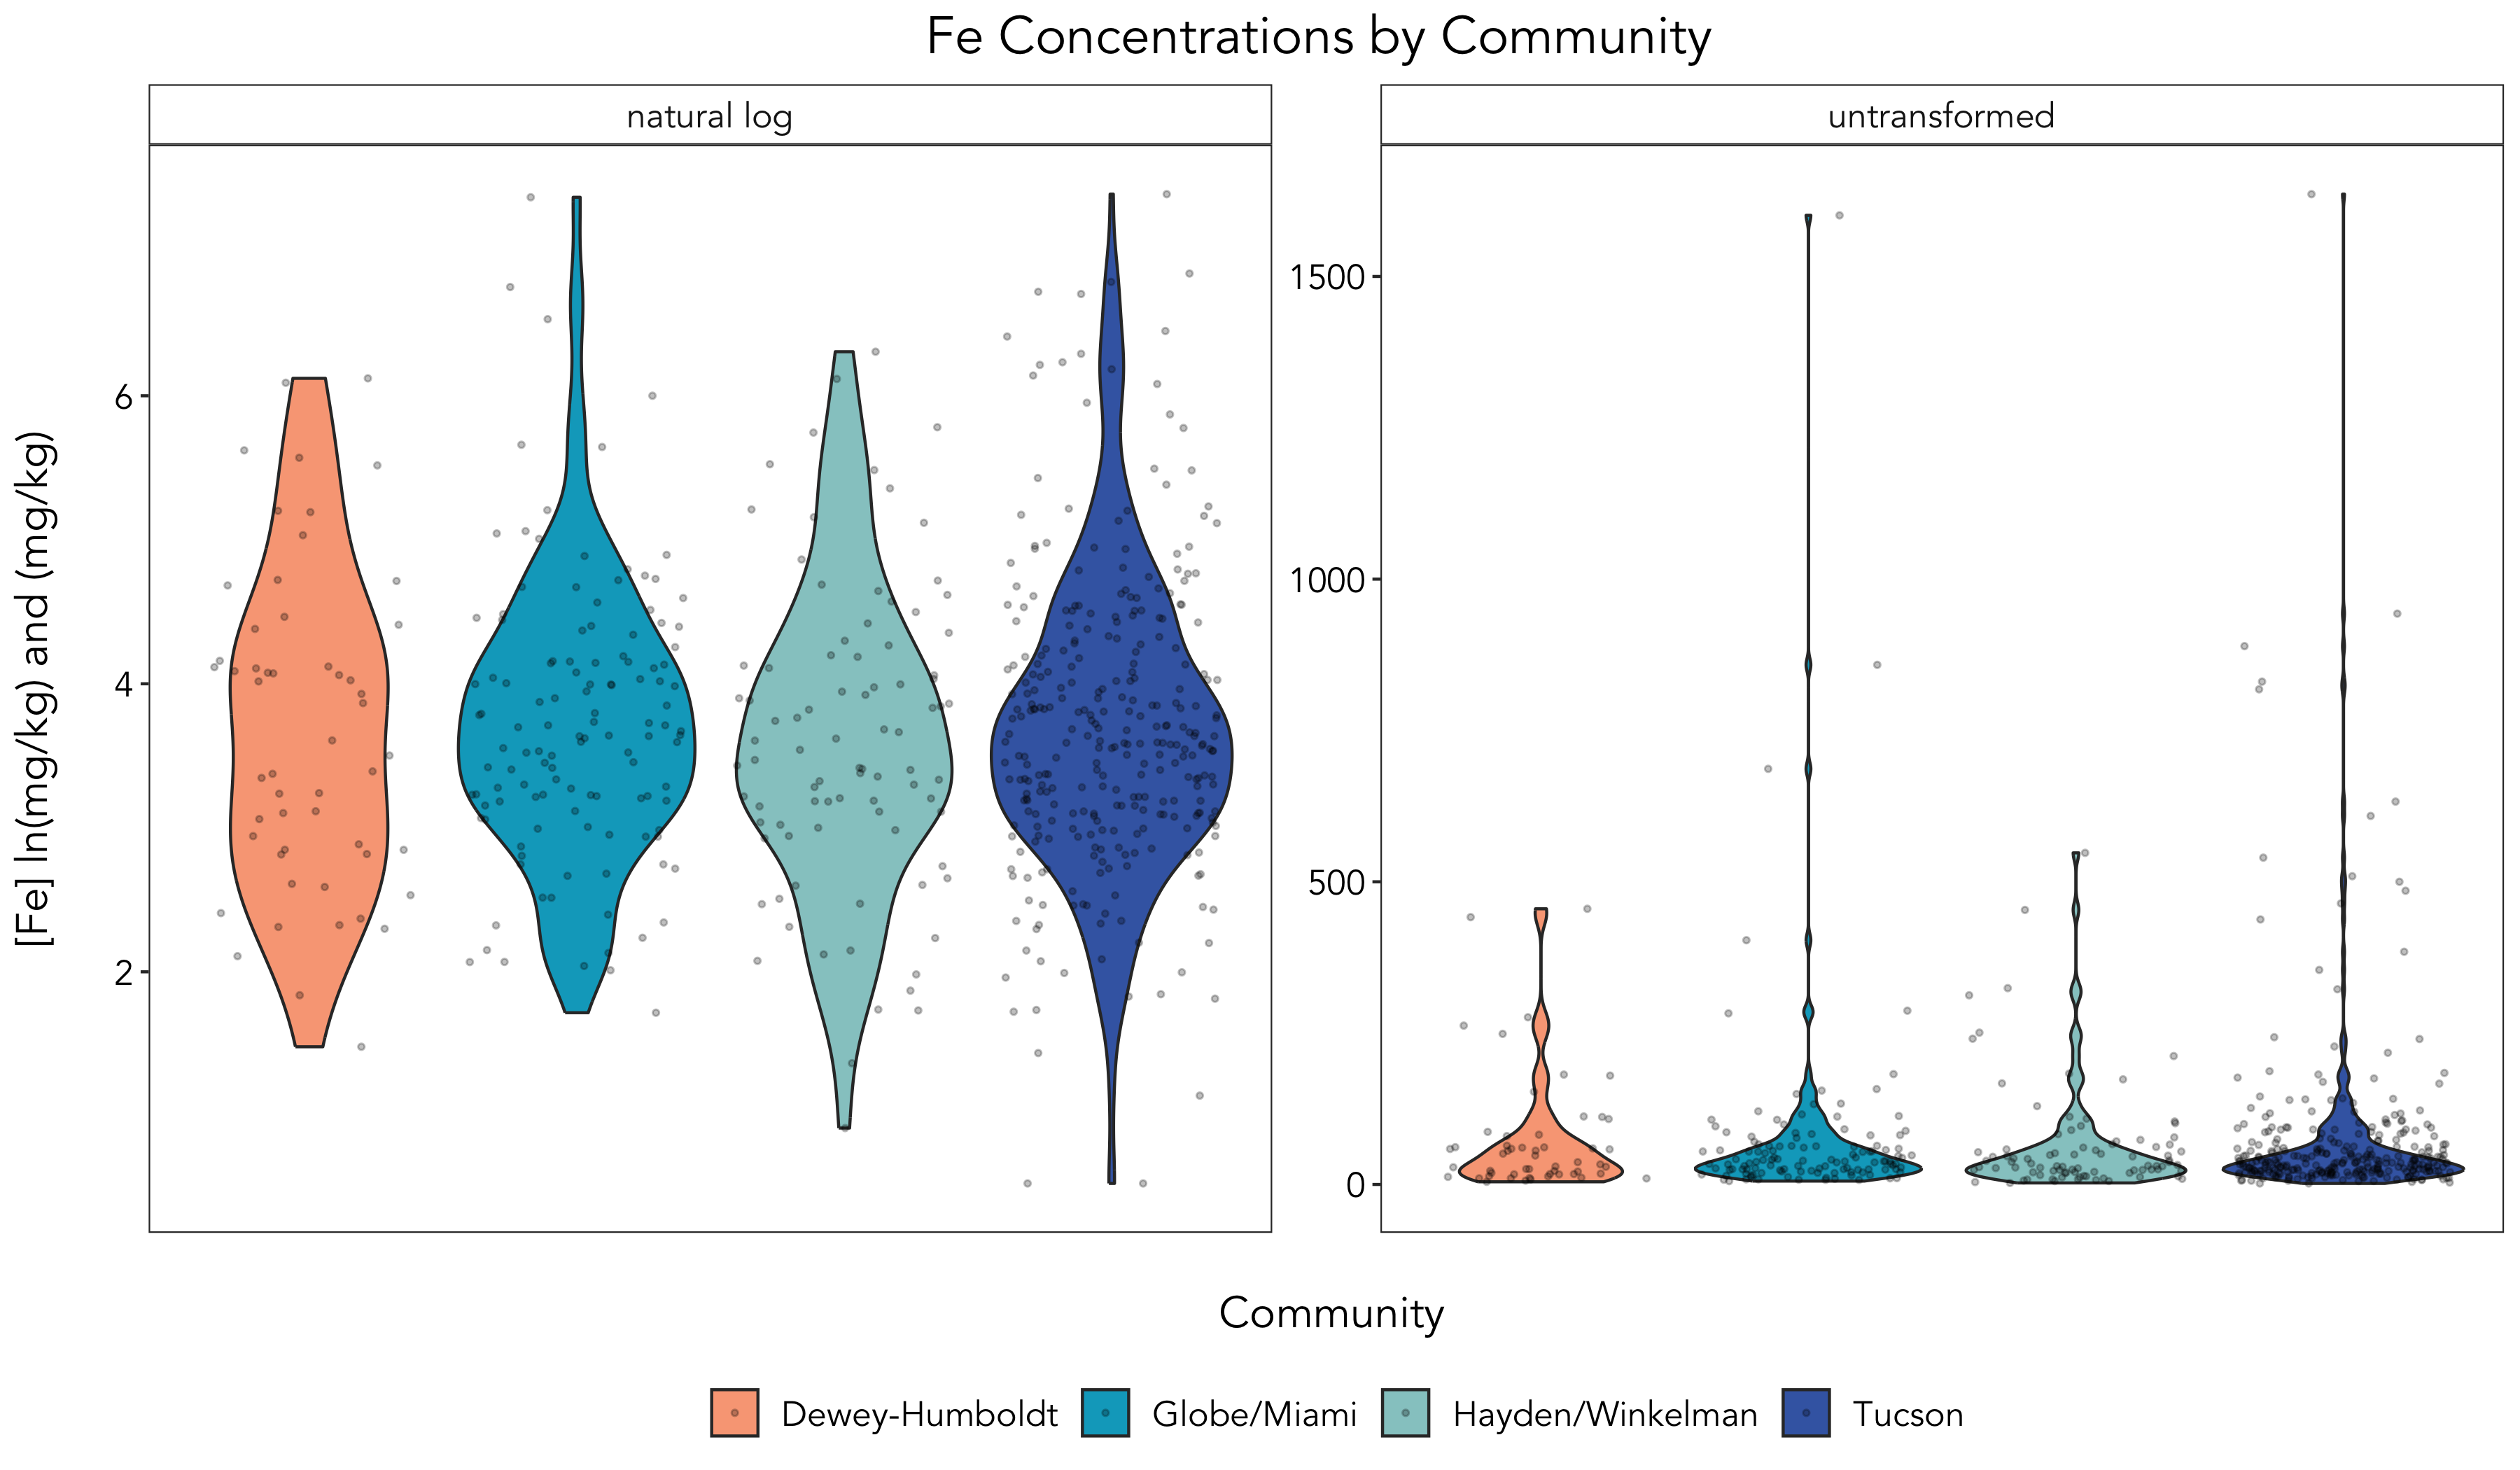 Fe Concentrations by Community
natural log
untransformed
[Fe] ln(mg/kg) and (mg/kg)
6
4
2
1500
1000
500
0
Community
Dewey-Humboldt
Globe/Miami
Hayden/Winkelman
Tucson